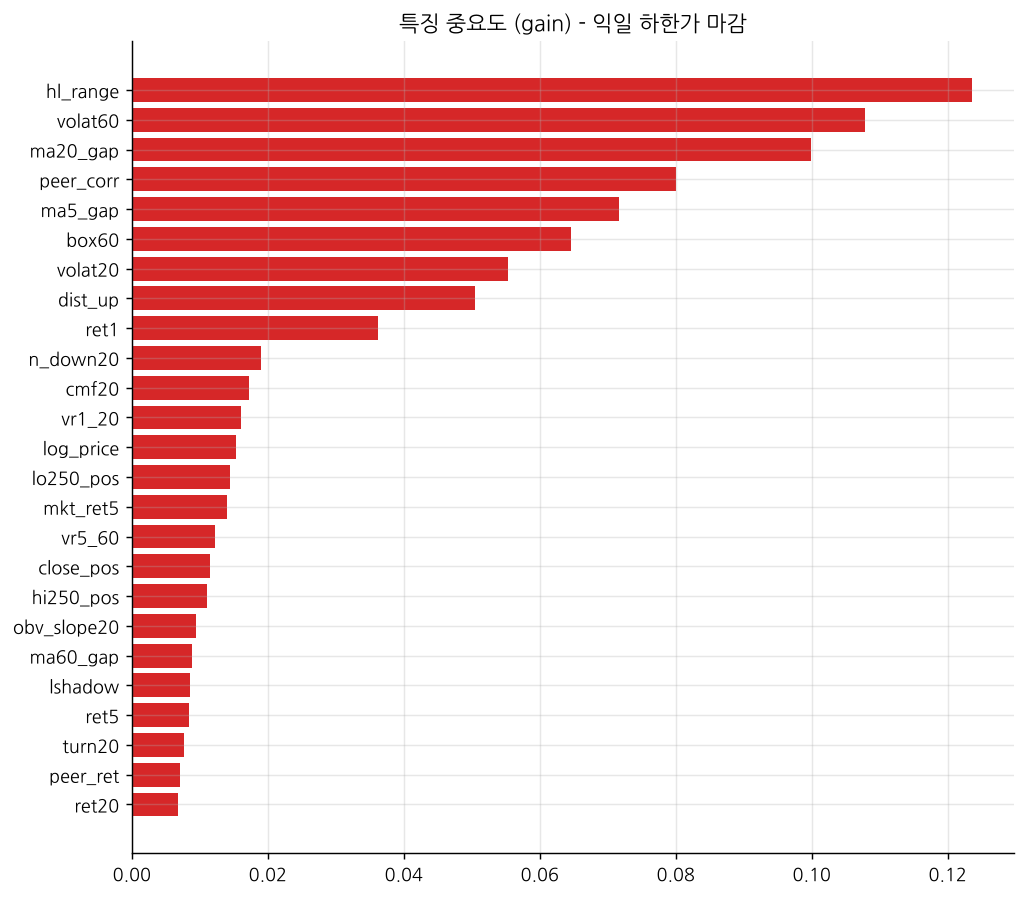 특징 중요도 (gain) - 익일 하한가 마감
hl_range
volat60
ma20_gap
peer_corr
ma5_gap
box60
volat20
dist_up
ret1
n_down20
cmf20
vr1_20
log_price
lo250_pos
mkt_ret5
vr5_60
close_pos
hi250_pos
obv_slope20
ma60_gap
lshadow
ret5
turn20
peer_ret
ret20
0.00 0.02 0.04 0.06 0.08 0.10 0.12